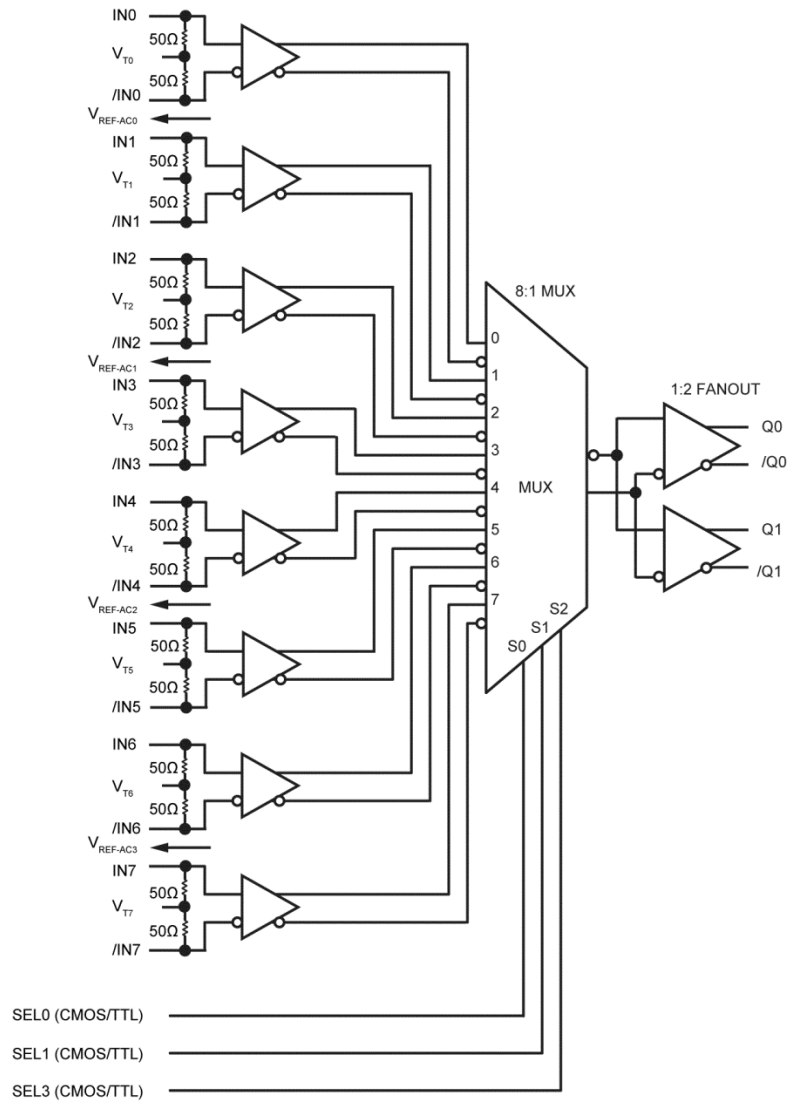 IN0
50Ω
VT0
50Ω
/IN0
VREF-AC0
IN1
50Ω
VT1
50Ω
/IN1
IN2
50Ω
VT2
50Ω
/IN2
VREF-AC1
IN3
50Ω
VT3
50Ω
/IN3
IN4
50Ω
VT4
50Ω
/IN4
VREF-AC2
IN5
50Ω
VT5
50Ω
/IN5
IN6
50Ω
VT6
50Ω
/IN6
VREF-AC3
IN7
50Ω
VT7
50Ω
/IN7
8:1 MUX
0
1
2
3
4
5
6
7
MUX
S0
S1
S2
1:2 FANOUT
Q0
/Q0
Q1
/Q1
SEL0 (CMOS/TTL)
SEL1 (CMOS/TTL)
SEL3 (CMOS/TTL)